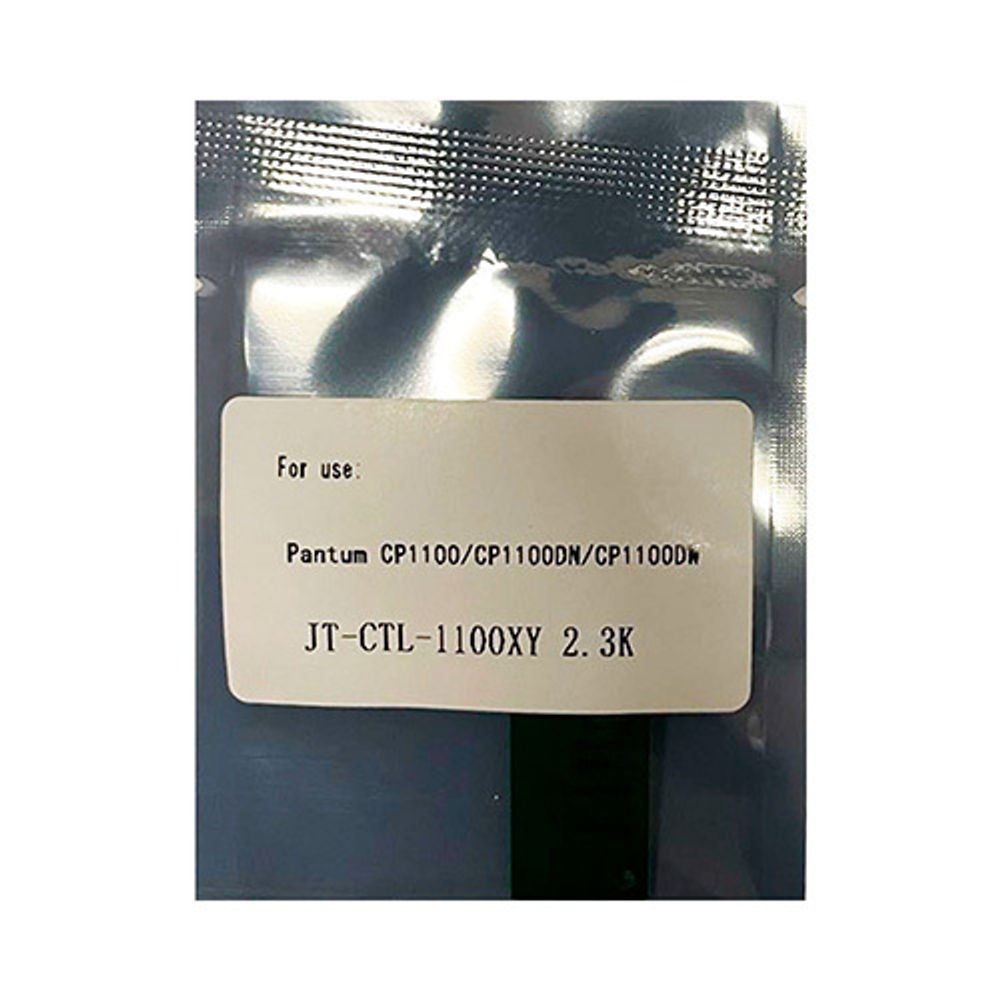 For use:
Pantum CP1100/CP1100DN/CP1100DW
JT-CTL-1100XY 2.3K